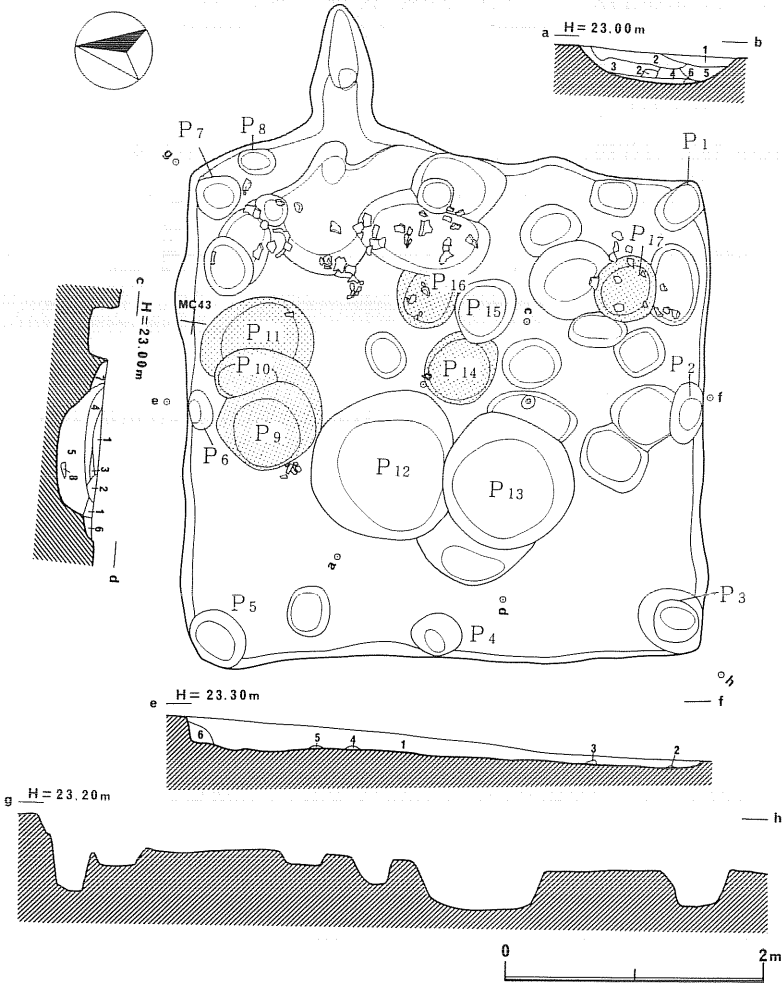 a H=23.00m b
1
2
3 2 4 6 5
P7 P8 P1
g
P17
P16
c
H=23.00m
MC43
P15
c
P11
P14
P10
P2
b
e
f
P9
P6
P12
P13
7
4
1
5
3
8
2
1
6
d
a
d
P5
P4
P3
h
e H=23.30m f
6 5 4 1 3 2
g H=23.20m h
0 2m